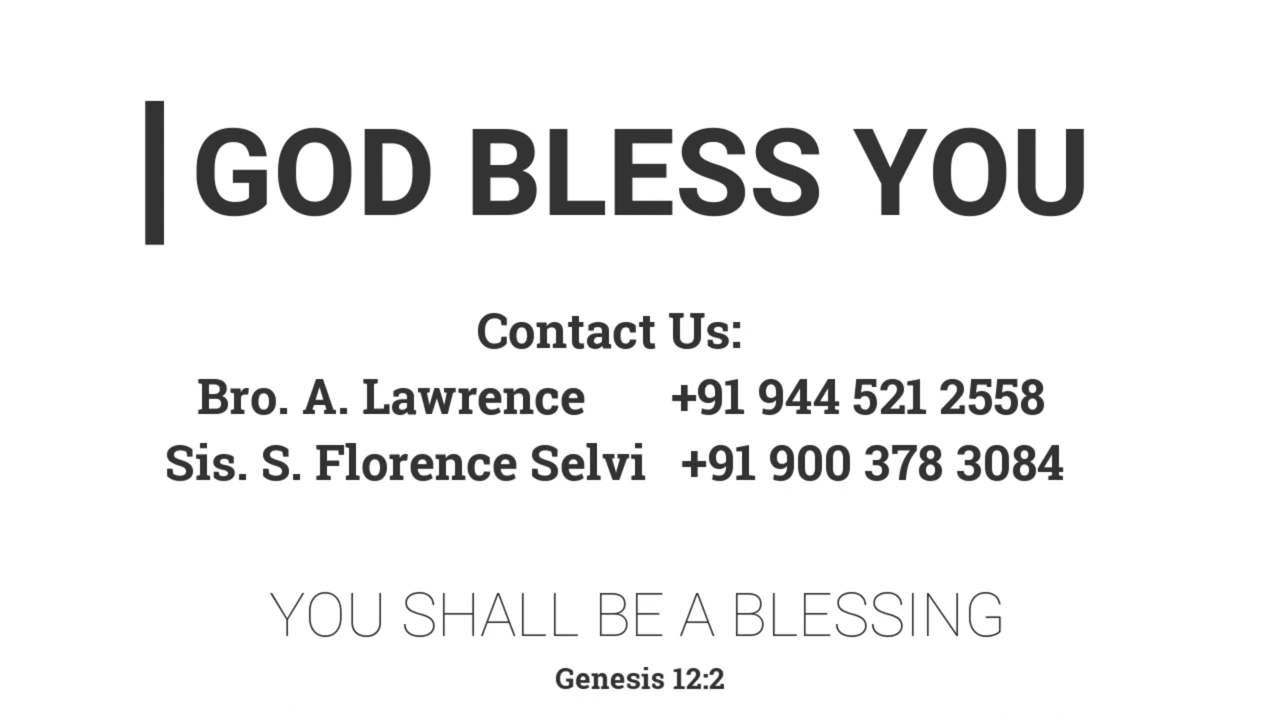 GOD BLESS YOU
Contact Us:
Bro. A. Lawrence +91 944 521 2558
Sis. S. Florence Selvi +91 900 378 3084
YOU SHALL BE A BLESSING
Genesis 12:2